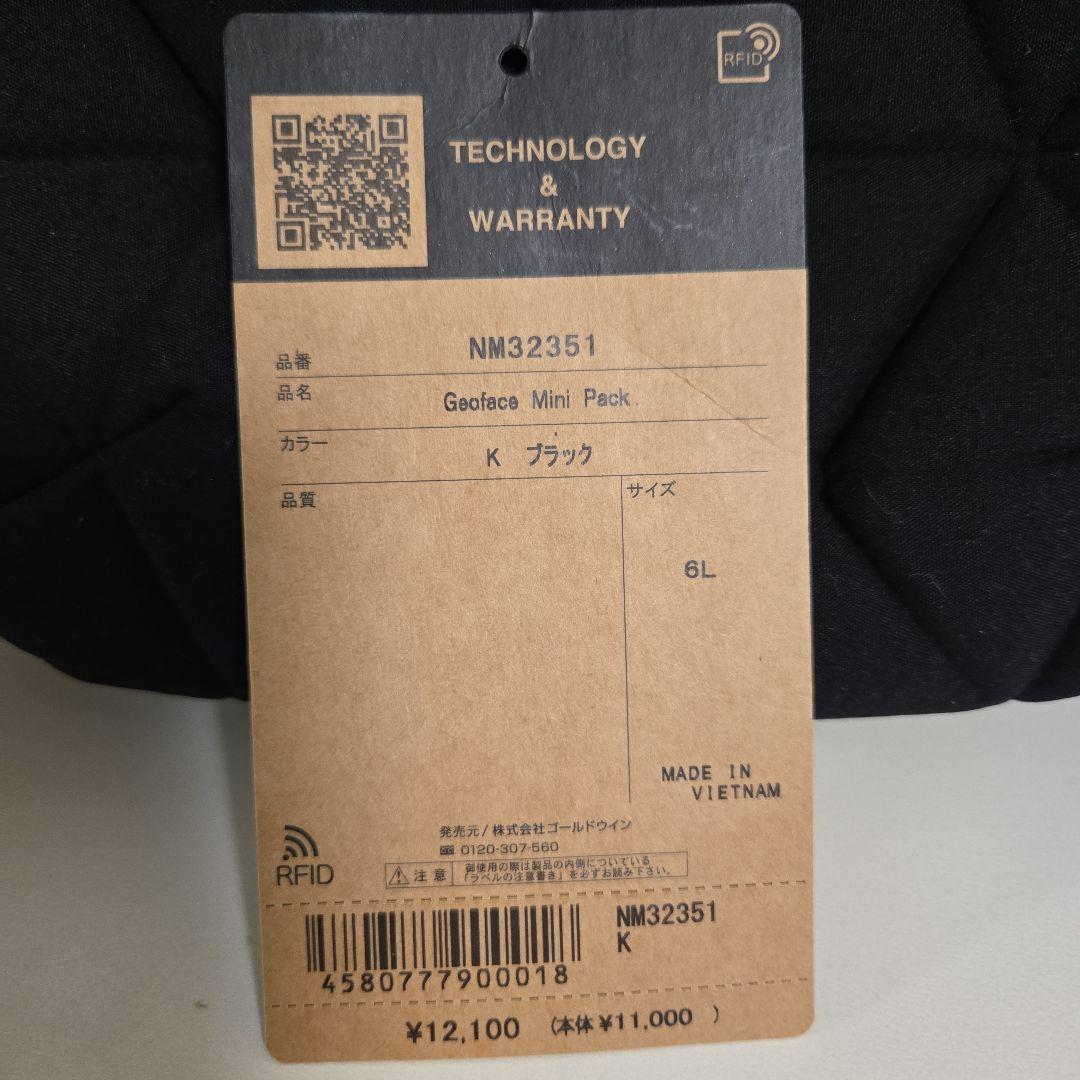 RFID
TECHNOLOGY
&
WARRANTY
品番 NM32351
品名 Geoface Mini Pack
カラー K ブラック
品質
サイズ
6L
MADE IN
VIETNAM
発売元/株式会社ゴールドウイン
0120-307-560
RFID
注意
御使用の際は製品の内側についている
「ラベルの注意書き」を必ずお読み下さい。
4580777900018
NM32351
K
¥12,100 (本体¥11,000 )